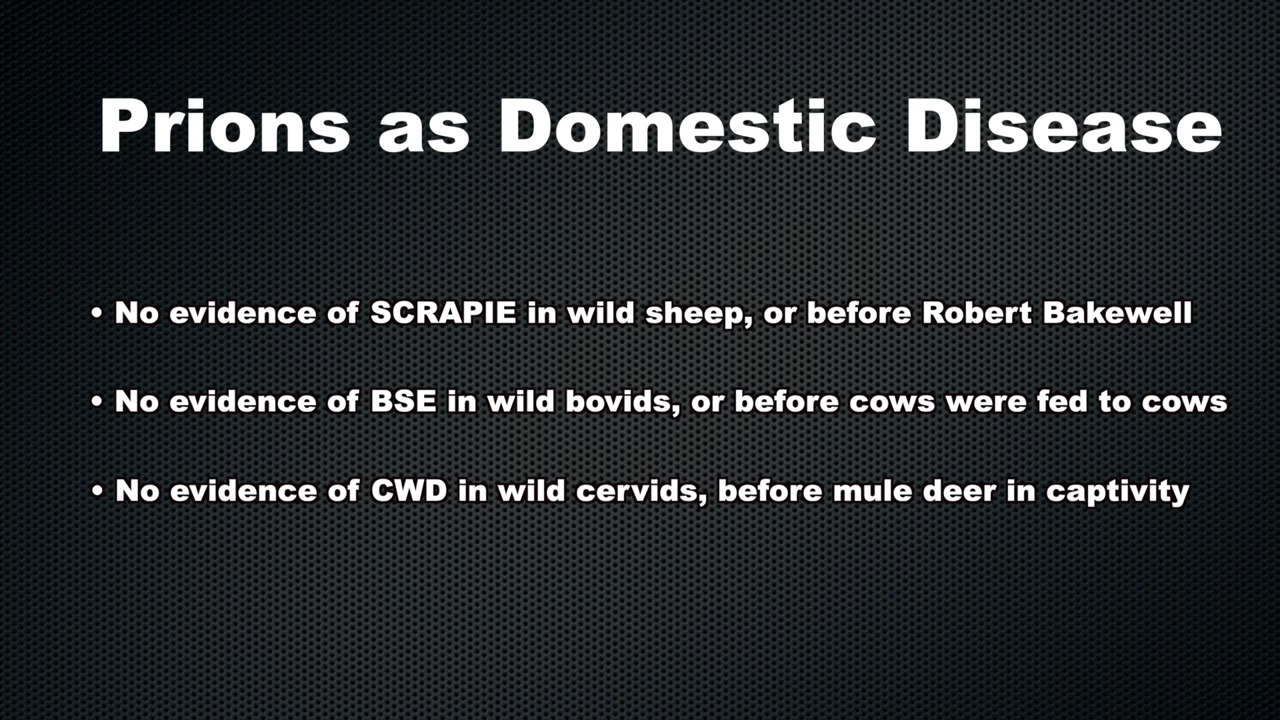 Prions as Domestic Disease
• No evidence of SCRAPIE in wild sheep, or before Robert Bakewell
• No evidence of BSE in wild bovids, or before cows were fed to cows
• No evidence of CWD in wild cervids, before mule deer in captivity